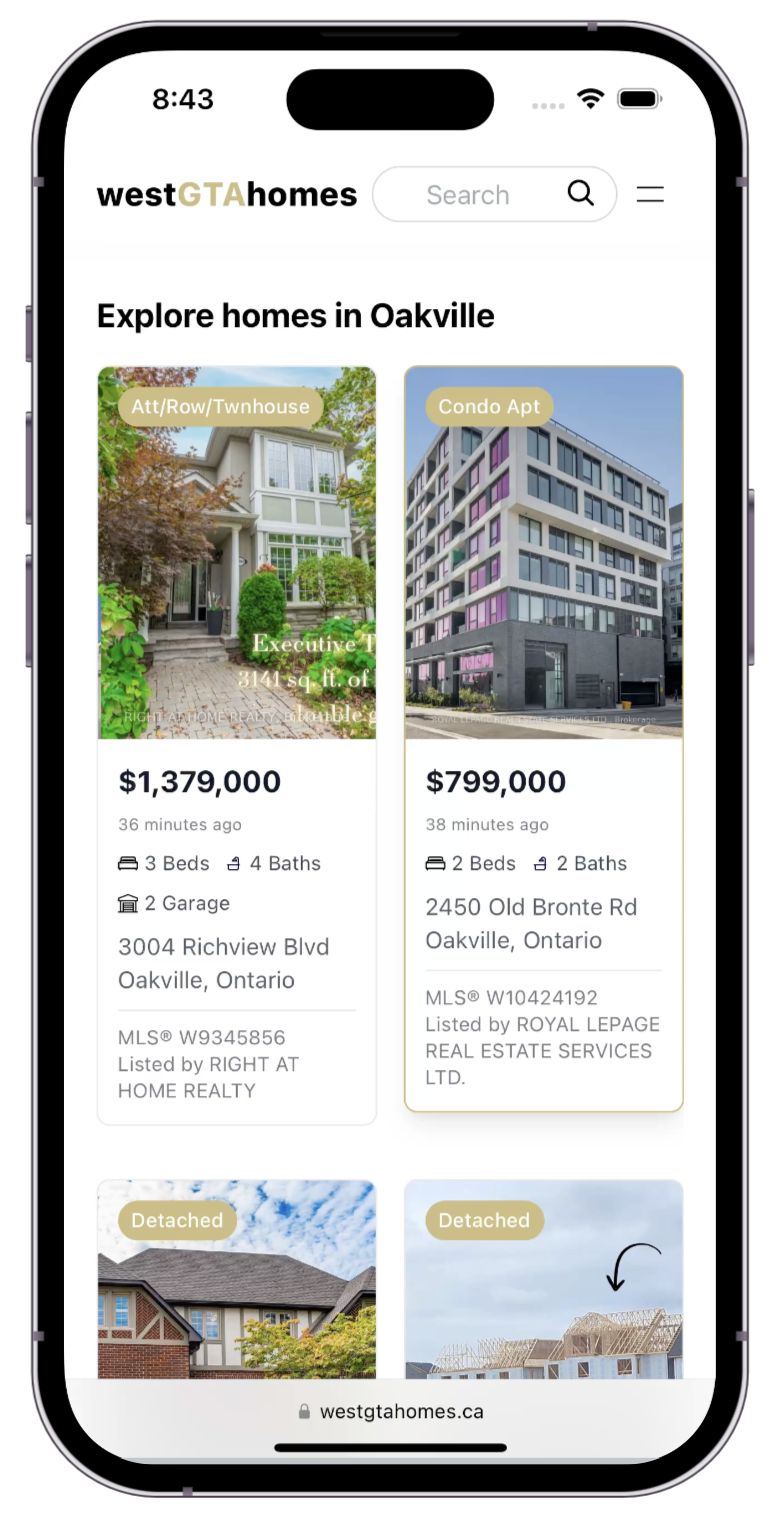 8:43
westGTAhomes
Search
Explore homes in Oakville
Att/Row/Twnhouse
Condo Apt
Executive T
3141 sq. ft. of
double g
RIGHT AT HOME REALTY, B
ROYAL LEPAGE REAL ESTATE SERVICES LTD., Brokerage
$1,379,000
36 minutes ago
3 Beds 4 Baths
2 Garage
3004 Richview Blvd
Oakville, Ontario
MLS® W9345856
Listed by RIGHT AT
HOME REALTY
$799,000
38 minutes ago
2 Beds 2 Baths
2450 Old Bronte Rd
Oakville, Ontario
MLS® W10424192
Listed by ROYAL LEPAGE
REAL ESTATE SERVICES
LTD.
Detached
Detached
westgtahomes.ca